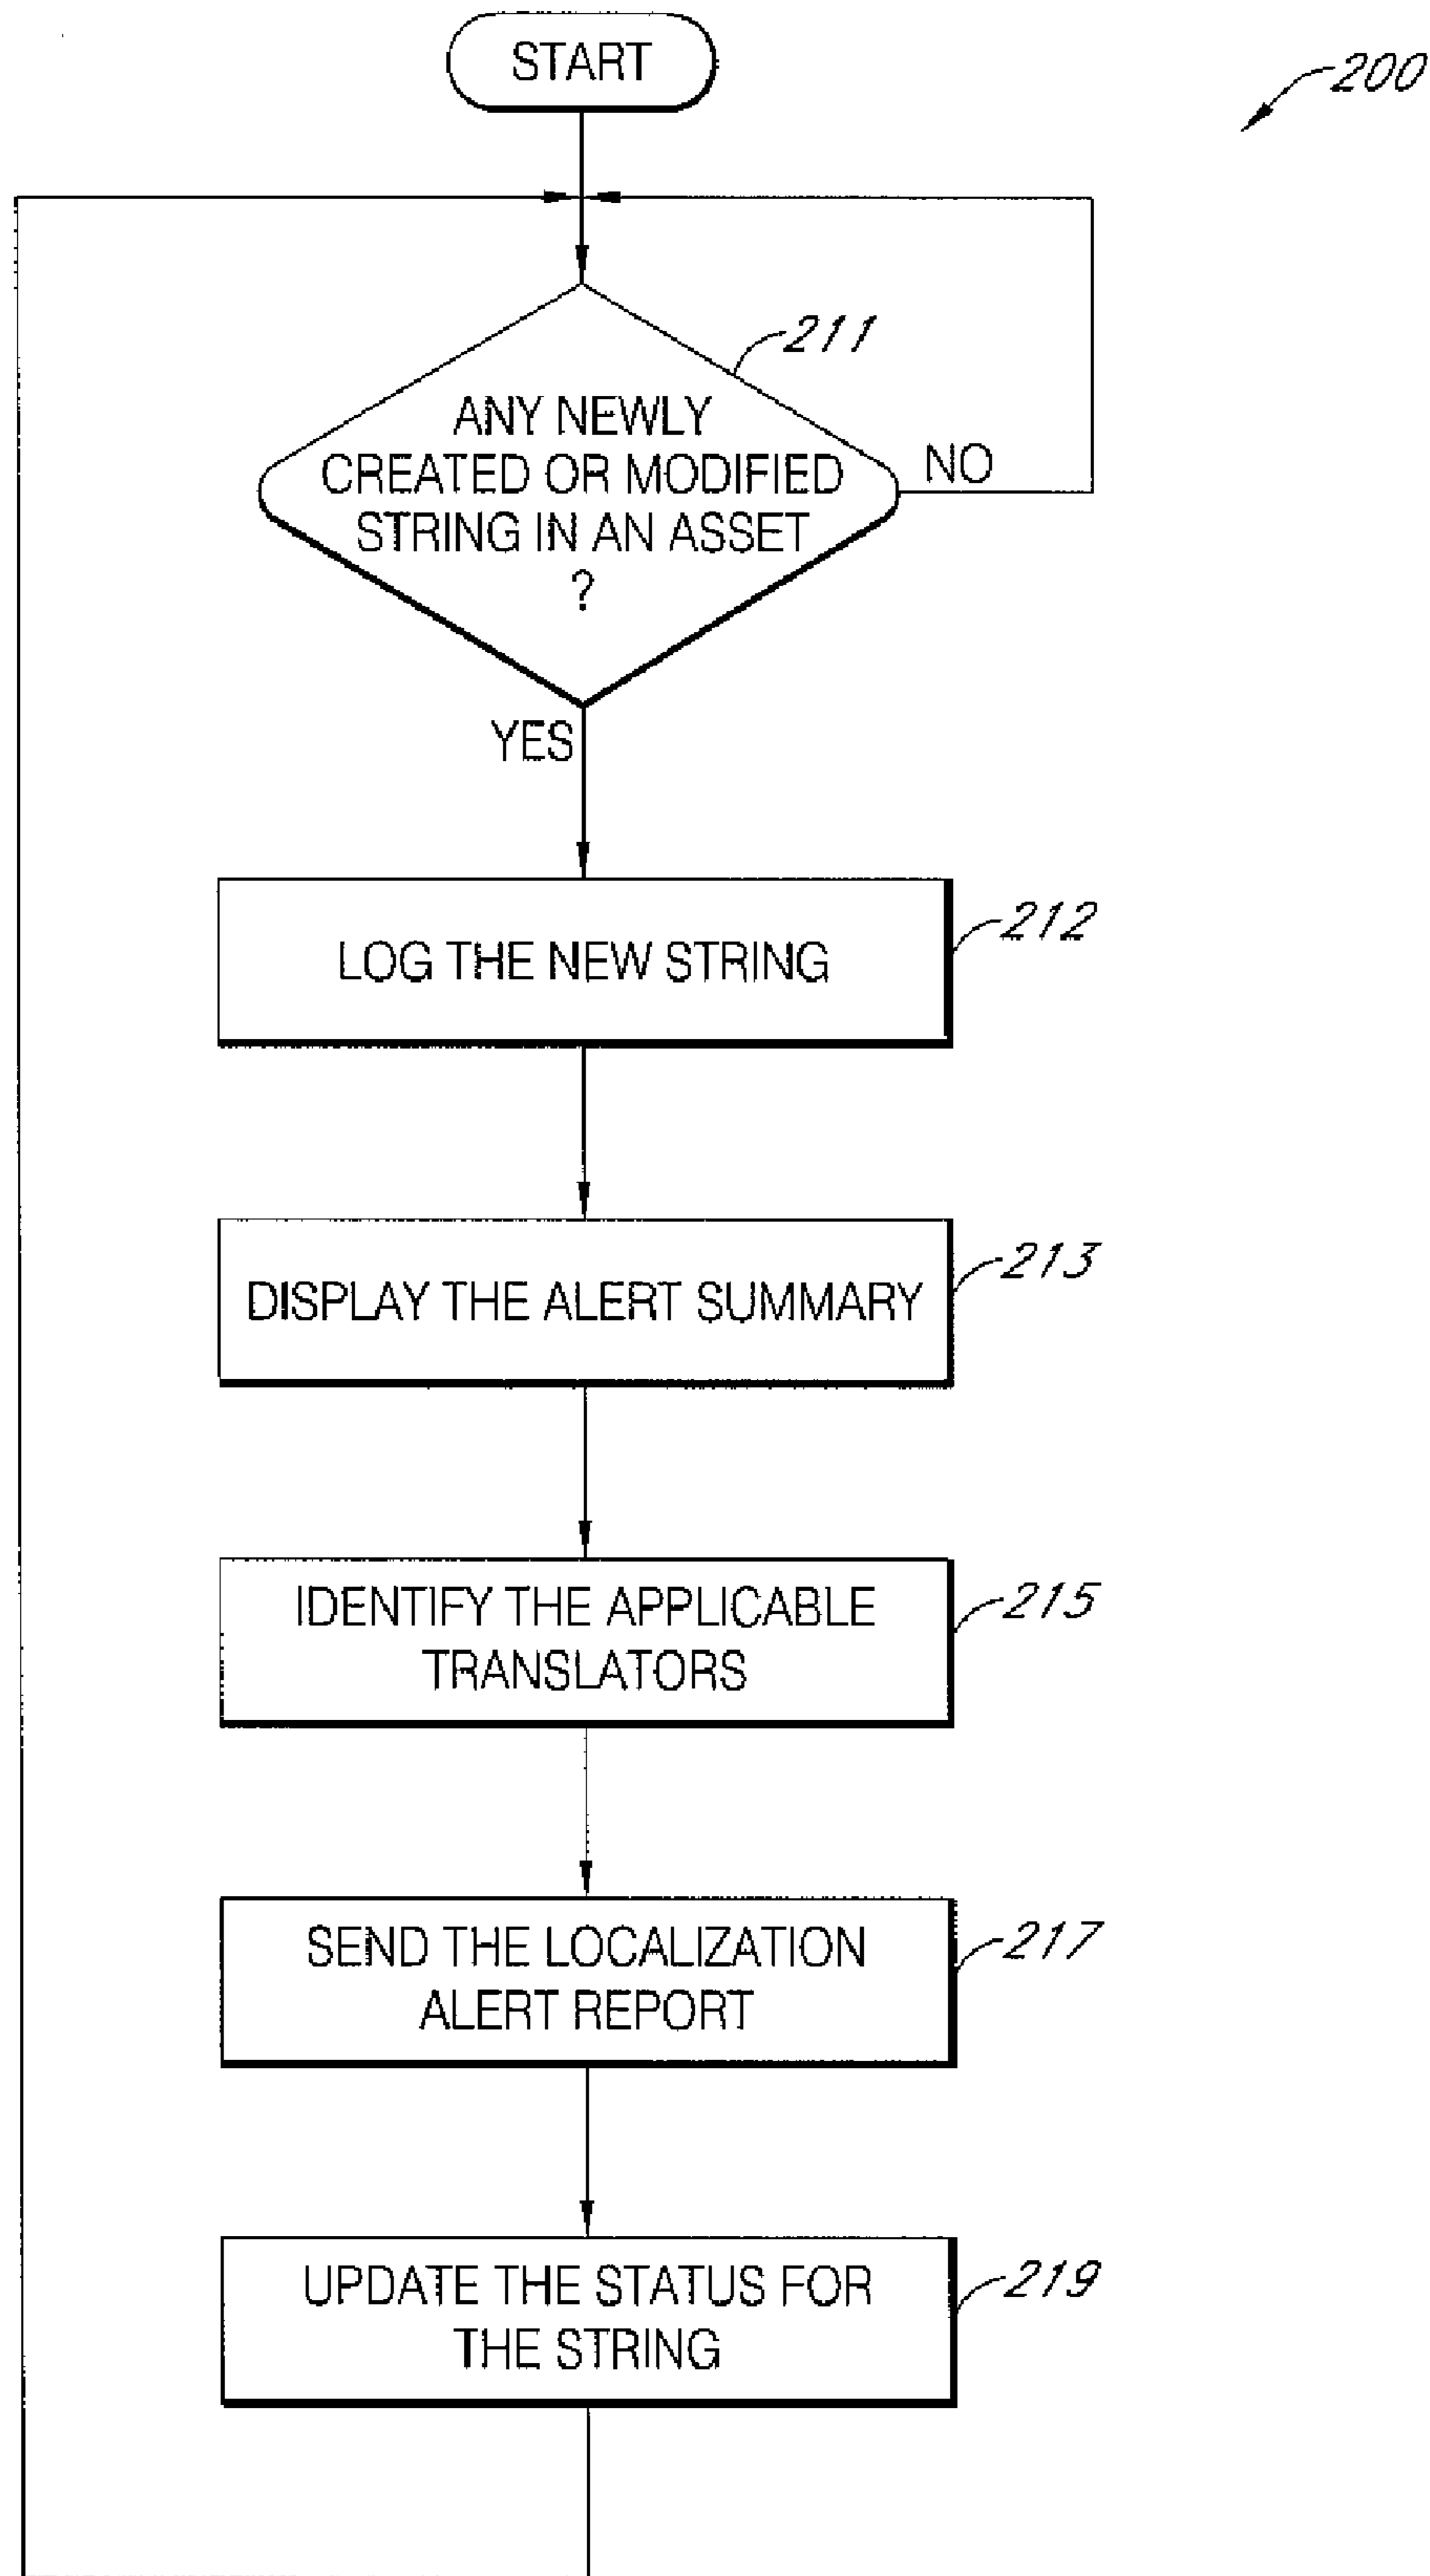 START
200
211
ANY NEWLY
CREATED OR MODIFIED
STRING IN AN ASSET
?
NO
YES
LOG THE NEW STRING
212
DISPLAY THE ALERT SUMMARY
213
IDENTIFY THE APPLICABLE
TRANSLATORS
215
SEND THE LOCALIZATION
ALERT REPORT
217
UPDATE THE STATUS FOR
THE STRING
219